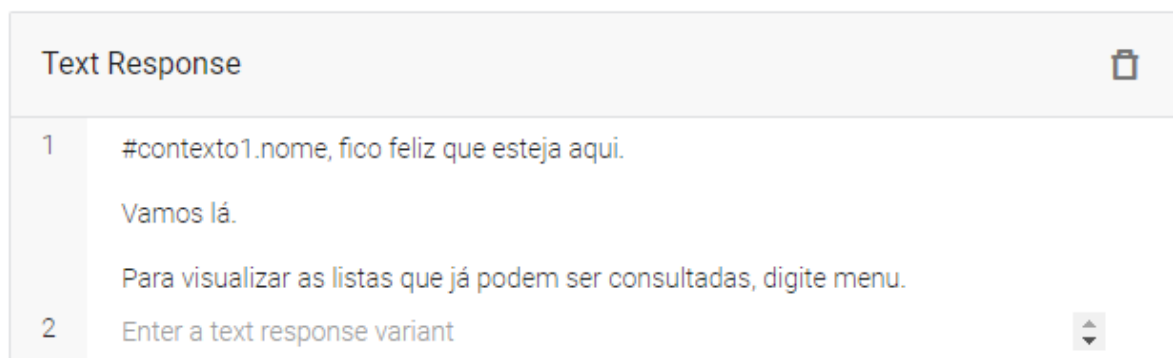 Text Response
1 #contexto1.nome, fico feliz que esteja aqui.
Vamos lá.
Para visualizar as listas que já podem ser consultadas, digite menu.
2 Enter a text response variant